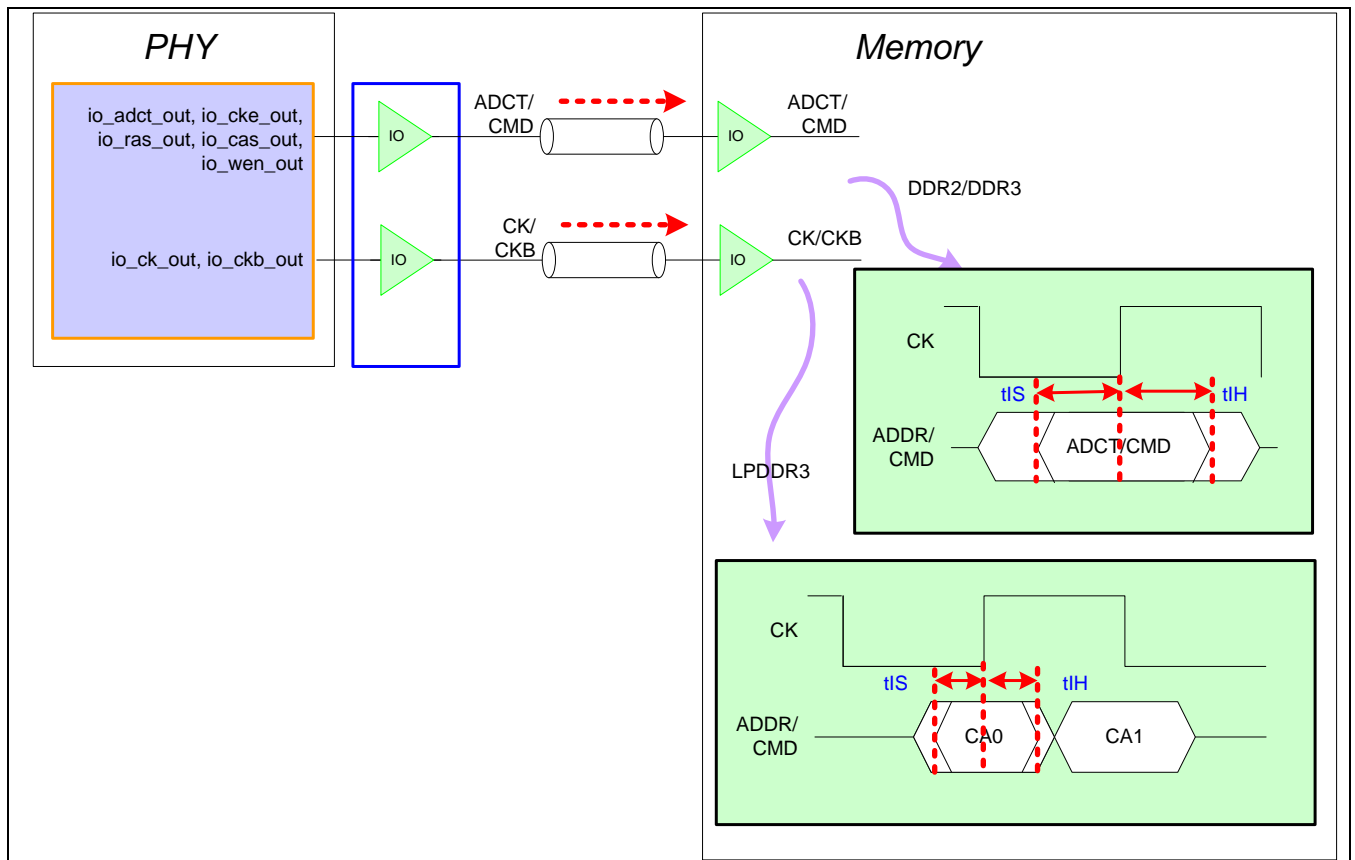 PHY
Memory
io_adct_out, io_cke_out,
io_ras_out, io_cas_out,
io_wen_out
io_ck_out, io_ckb_out
IO
IO
ADCT/
CMD
CK/
CKB
IO
IO
ADCT/
CMD
CK/CKB
DDR2/DDR3
LPDDR3
CK
tIS
tIH
ADDR/
CMD
ADCT/CMD
CK
tIS
tIH
ADDR/
CMD
CA0
CA1